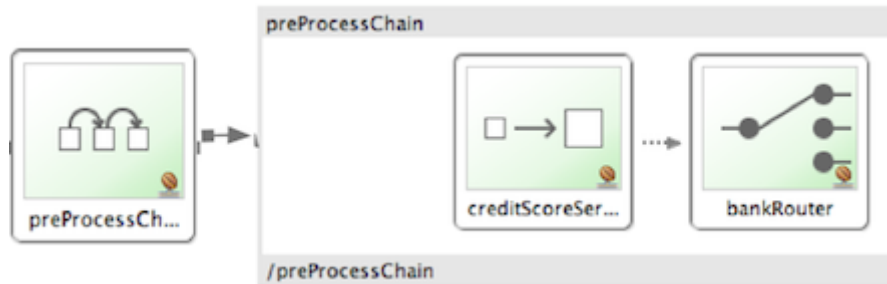 preProcessChain
preProcessCh...
creditScoreSer...
bankRouter
/preProcessChain